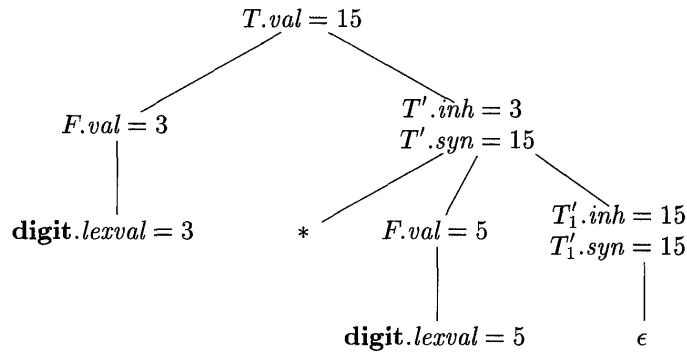 T.val = 15
F.val = 3
T′.inh = 3
T′.syn = 15
digit.lexval = 3
*
F.val = 5
T′₁.inh = 15
T′₁.syn = 15
digit.lexval = 5
ϵ